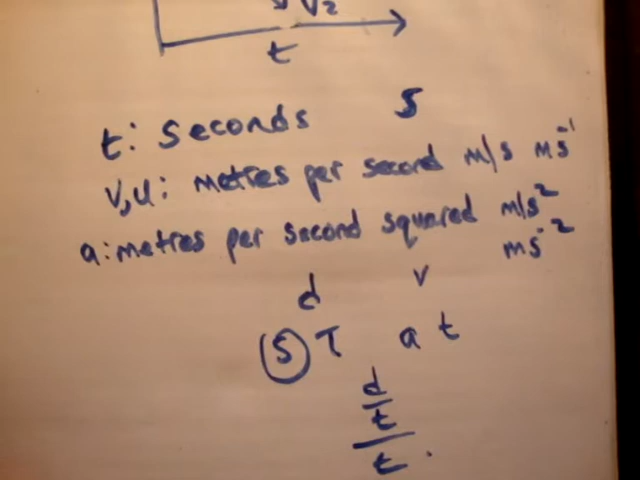 V2
t
t: seconds s
v,u: metres per second m/s ms⁻¹
a: metres per second squared m/s²
ms⁻²
d v
S T a t
d
t
t